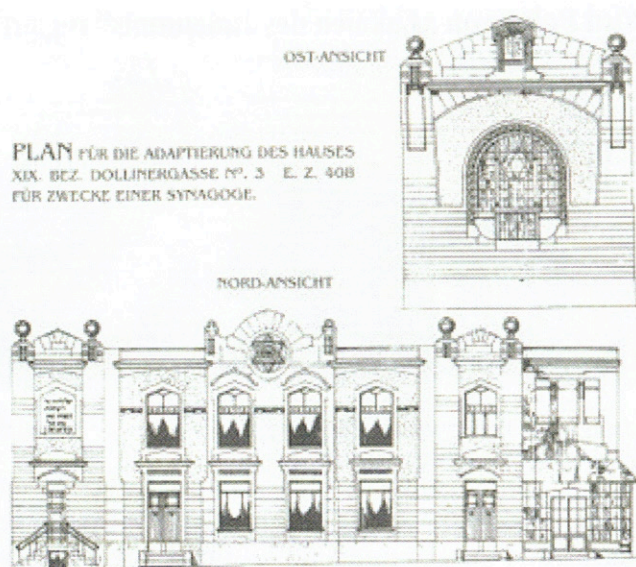 OST-ANSICHT
PLAN FÜR DIE ADAPTIERUNG DES HAUSES
XIX. BEZ. DOLLINERGASSE Nº. 3 E. Z. 408
FÜR ZWECKE EINER SYNAGOGE.
NORD-ANSICHT